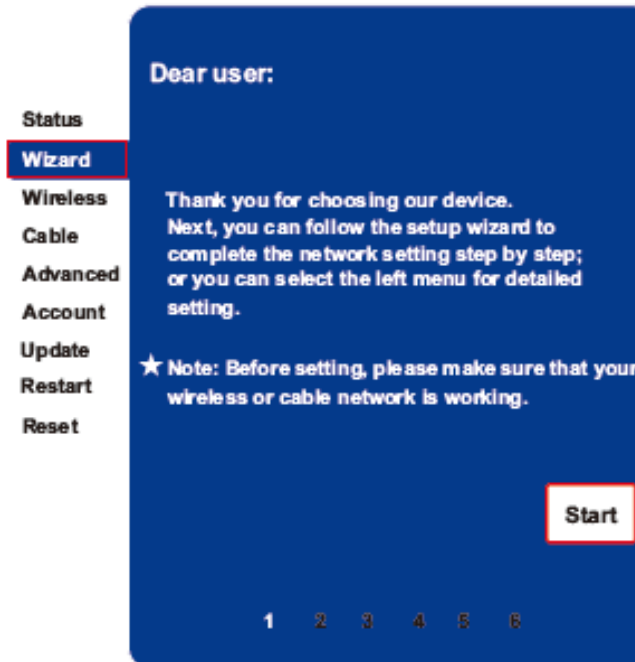 Dear user:
Status
Wizard
Wireless
Cable
Advanced
Account
Update
Restart
Reset
Thank you for choosing our device.
Next, you can follow the setup wizard to
complete the network setting step by step;
or you can select the left menu for detailed
setting.
★ Note: Before setting, please make sure that your
wireless or cable network is working.
Start
1 2 3 4 5 6